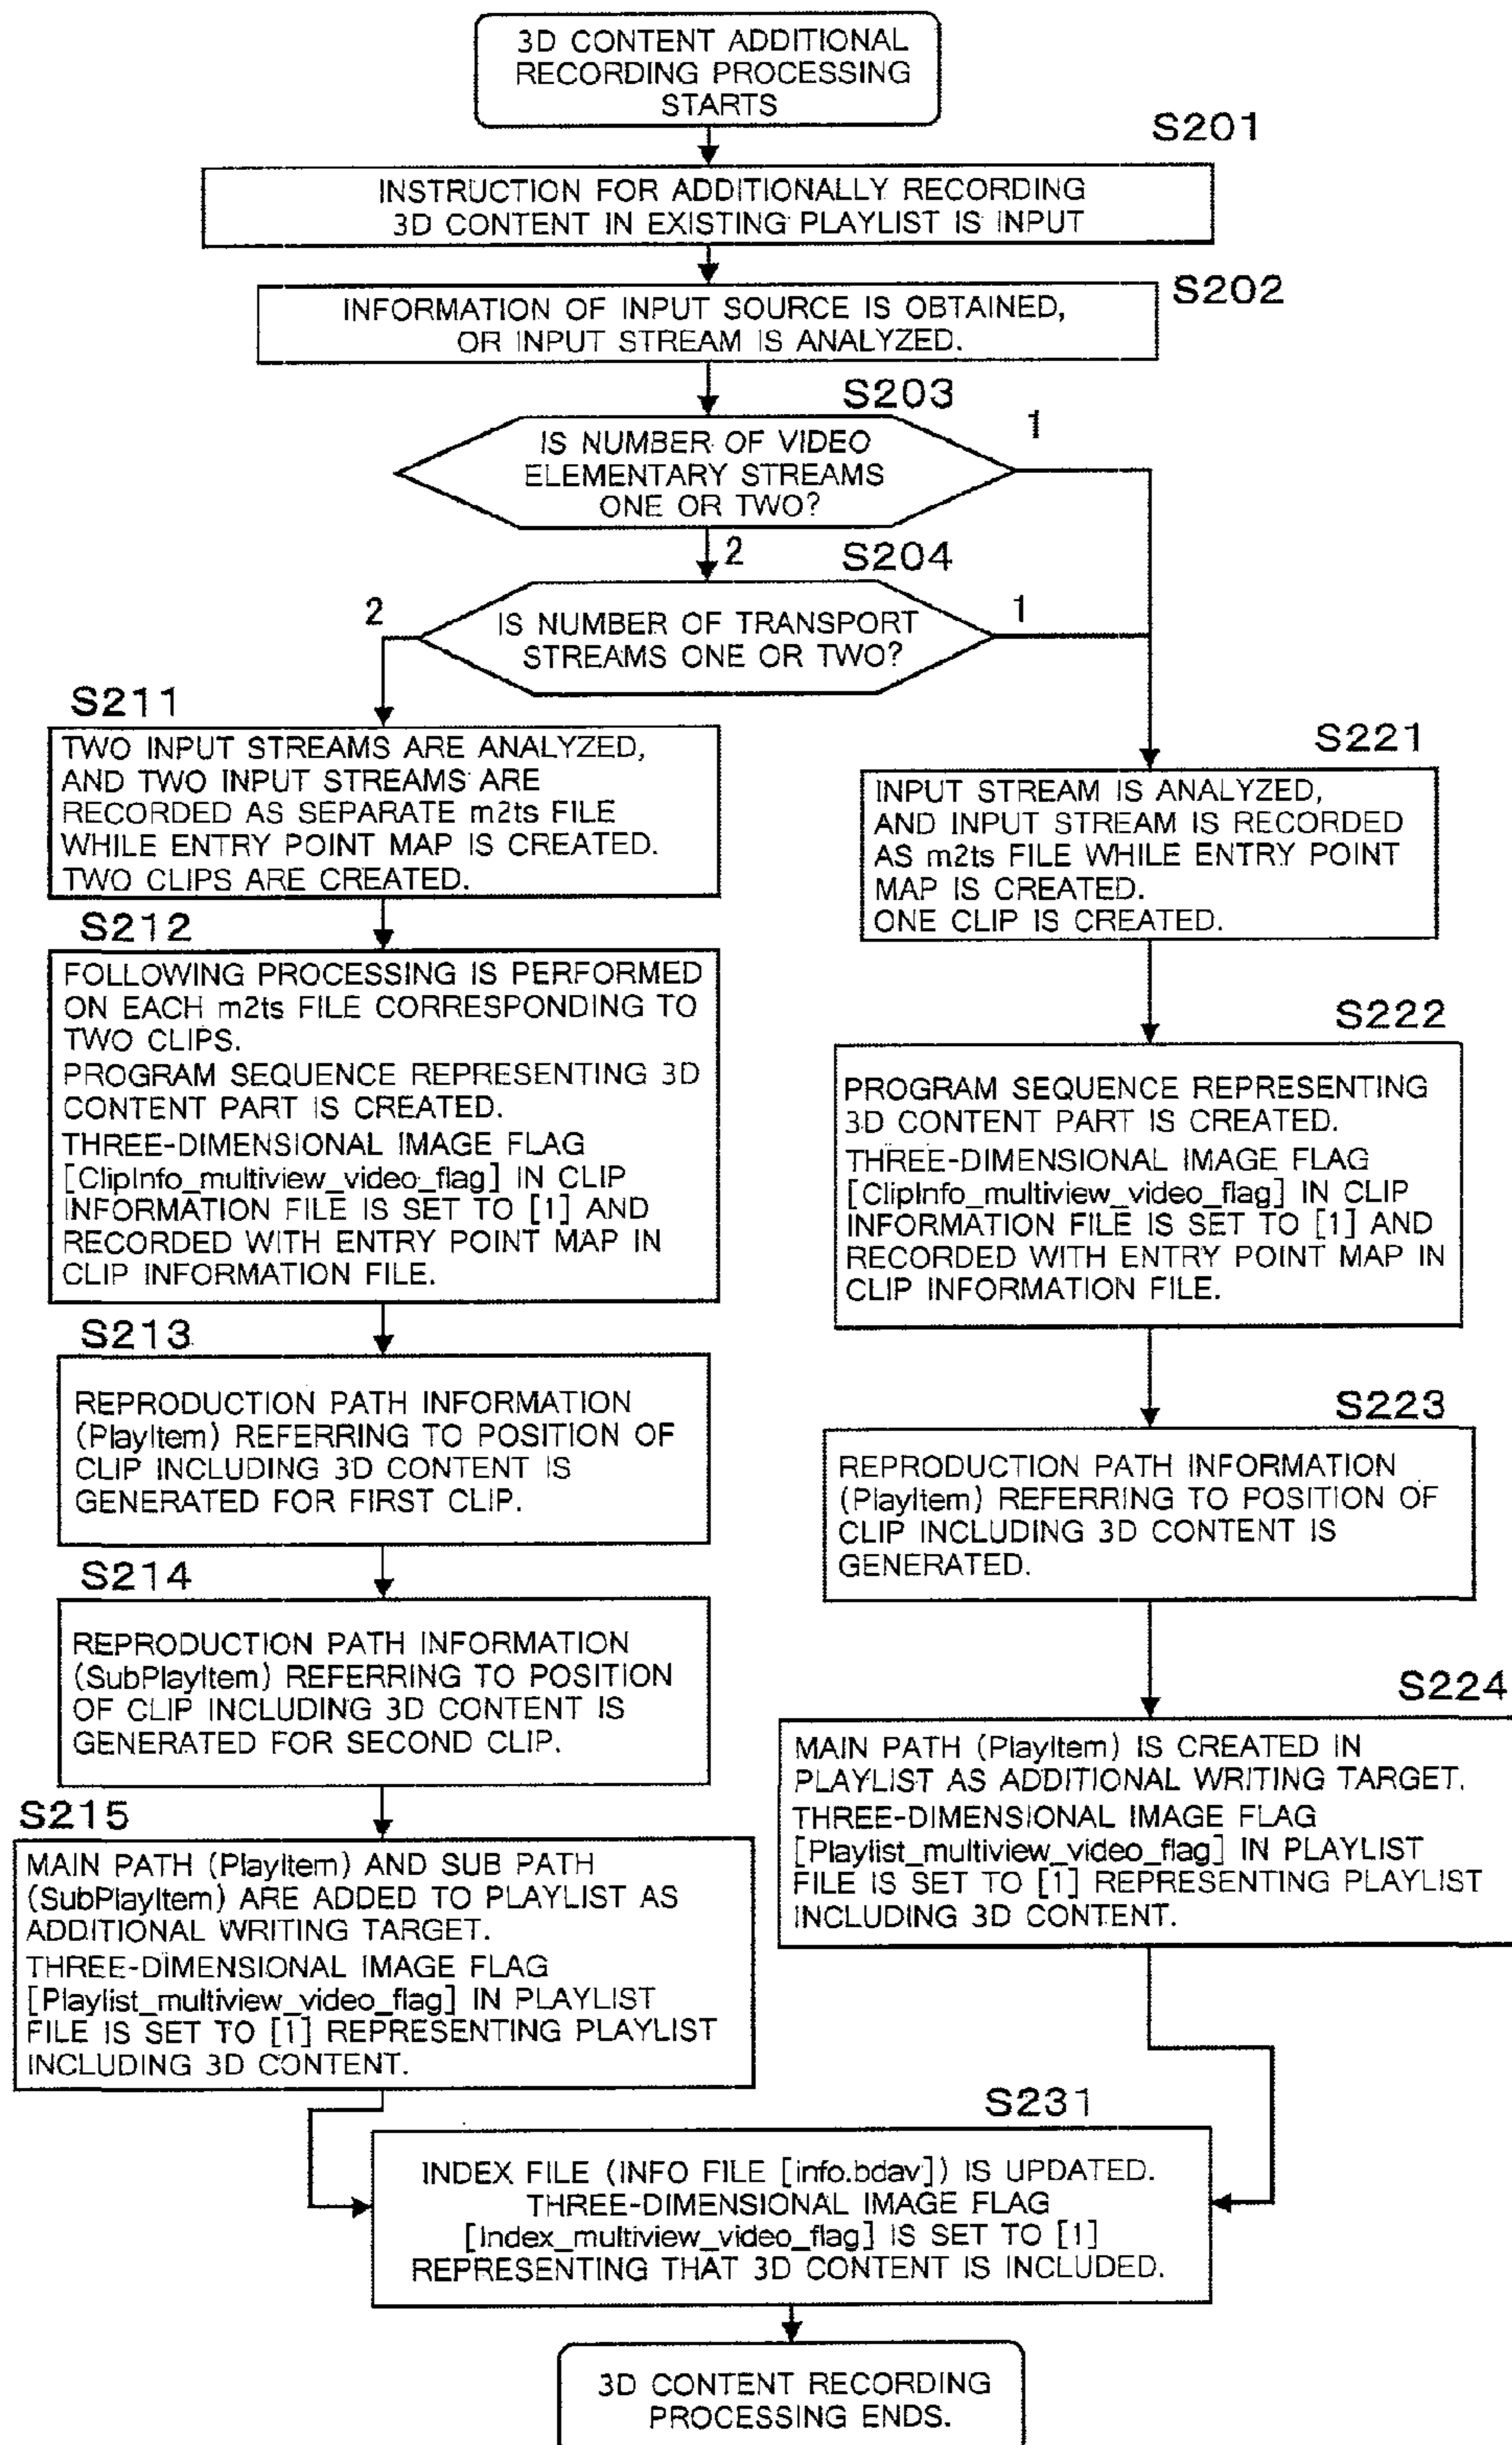 3D CONTENT ADDITIONAL
RECORDING PROCESSING
STARTS
S201
INSTRUCTION FOR ADDITIONALLY RECORDING
3D CONTENT IN EXISTING PLAYLIST IS INPUT
S202
INFORMATION OF INPUT SOURCE IS OBTAINED,
OR INPUT STREAM IS ANALYZED.
S203
1
IS NUMBER OF VIDEO
ELEMENTARY STREAMS
ONE OR TWO?
2
S204
2
1
IS NUMBER OF TRANSPORT
STREAMS ONE OR TWO?
S211
TWO INPUT STREAMS ARE ANALYZED,
AND TWO INPUT STREAMS ARE
RECORDED AS SEPARATE m2ts FILE
WHILE ENTRY POINT MAP IS CREATED.
TWO CLIPS ARE CREATED.
S212
FOLLOWING PROCESSING IS PERFORMED
ON EACH m2ts FILE CORRESPONDING TO
TWO CLIPS.
PROGRAM SEQUENCE REPRESENTING 3D
CONTENT PART IS CREATED.
THREE-DIMENSIONAL IMAGE FLAG
[ClipInfo_multiview_video_flag] IN CLIP
INFORMATION FILE IS SET TO [1] AND
RECORDED WITH ENTRY POINT MAP IN
CLIP INFORMATION FILE.
S213
REPRODUCTION PATH INFORMATION
(PlayItem) REFERRING TO POSITION OF
CLIP INCLUDING 3D CONTENT IS
GENERATED FOR FIRST CLIP.
S214
REPRODUCTION PATH INFORMATION
(SubPlayItem) REFERRING TO POSITION
OF CLIP INCLUDING 3D CONTENT IS
GENERATED FOR SECOND CLIP.
S215
MAIN PATH (PlayItem) AND SUB PATH
(SubPlayItem) ARE ADDED TO PLAYLIST AS
ADDITIONAL WRITING TARGET.
THREE-DIMENSIONAL IMAGE FLAG
[Playlist_multiview_video_flag] IN PLAYLIST
FILE IS SET TO [1] REPRESENTING PLAYLIST
INCLUDING 3D CONTENT.
S221
INPUT STREAM IS ANALYZED,
AND INPUT STREAM IS RECORDED
AS m2ts FILE WHILE ENTRY POINT
MAP IS CREATED.
ONE CLIP IS CREATED.
S222
PROGRAM SEQUENCE REPRESENTING
3D CONTENT PART IS CREATED.
THREE-DIMENSIONAL IMAGE FLAG
[ClipInfo_multiview_video_flag] IN CLIP
INFORMATION FILE IS SET TO [1] AND
RECORDED WITH ENTRY POINT MAP IN
CLIP INFORMATION FILE.
S223
REPRODUCTION PATH INFORMATION
(PlayItem) REFERRING TO POSITION OF
CLIP INCLUDING 3D CONTENT IS
GENERATED.
S224
MAIN PATH (PlayItem) IS CREATED IN
PLAYLIST AS ADDITIONAL WRITING TARGET.
THREE-DIMENSIONAL IMAGE FLAG
[Playlist_multiview_video_flag] IN PLAYLIST
FILE IS SET TO [1] REPRESENTING PLAYLIST
INCLUDING 3D CONTENT.
S231
INDEX FILE (INFO FILE [info.bdav]) IS UPDATED.
THREE-DIMENSIONAL IMAGE FLAG
[Index_multiview_video_flag] IS SET TO [1]
REPRESENTING THAT 3D CONTENT IS INCLUDED.
3D CONTENT RECORDING
PROCESSING ENDS.